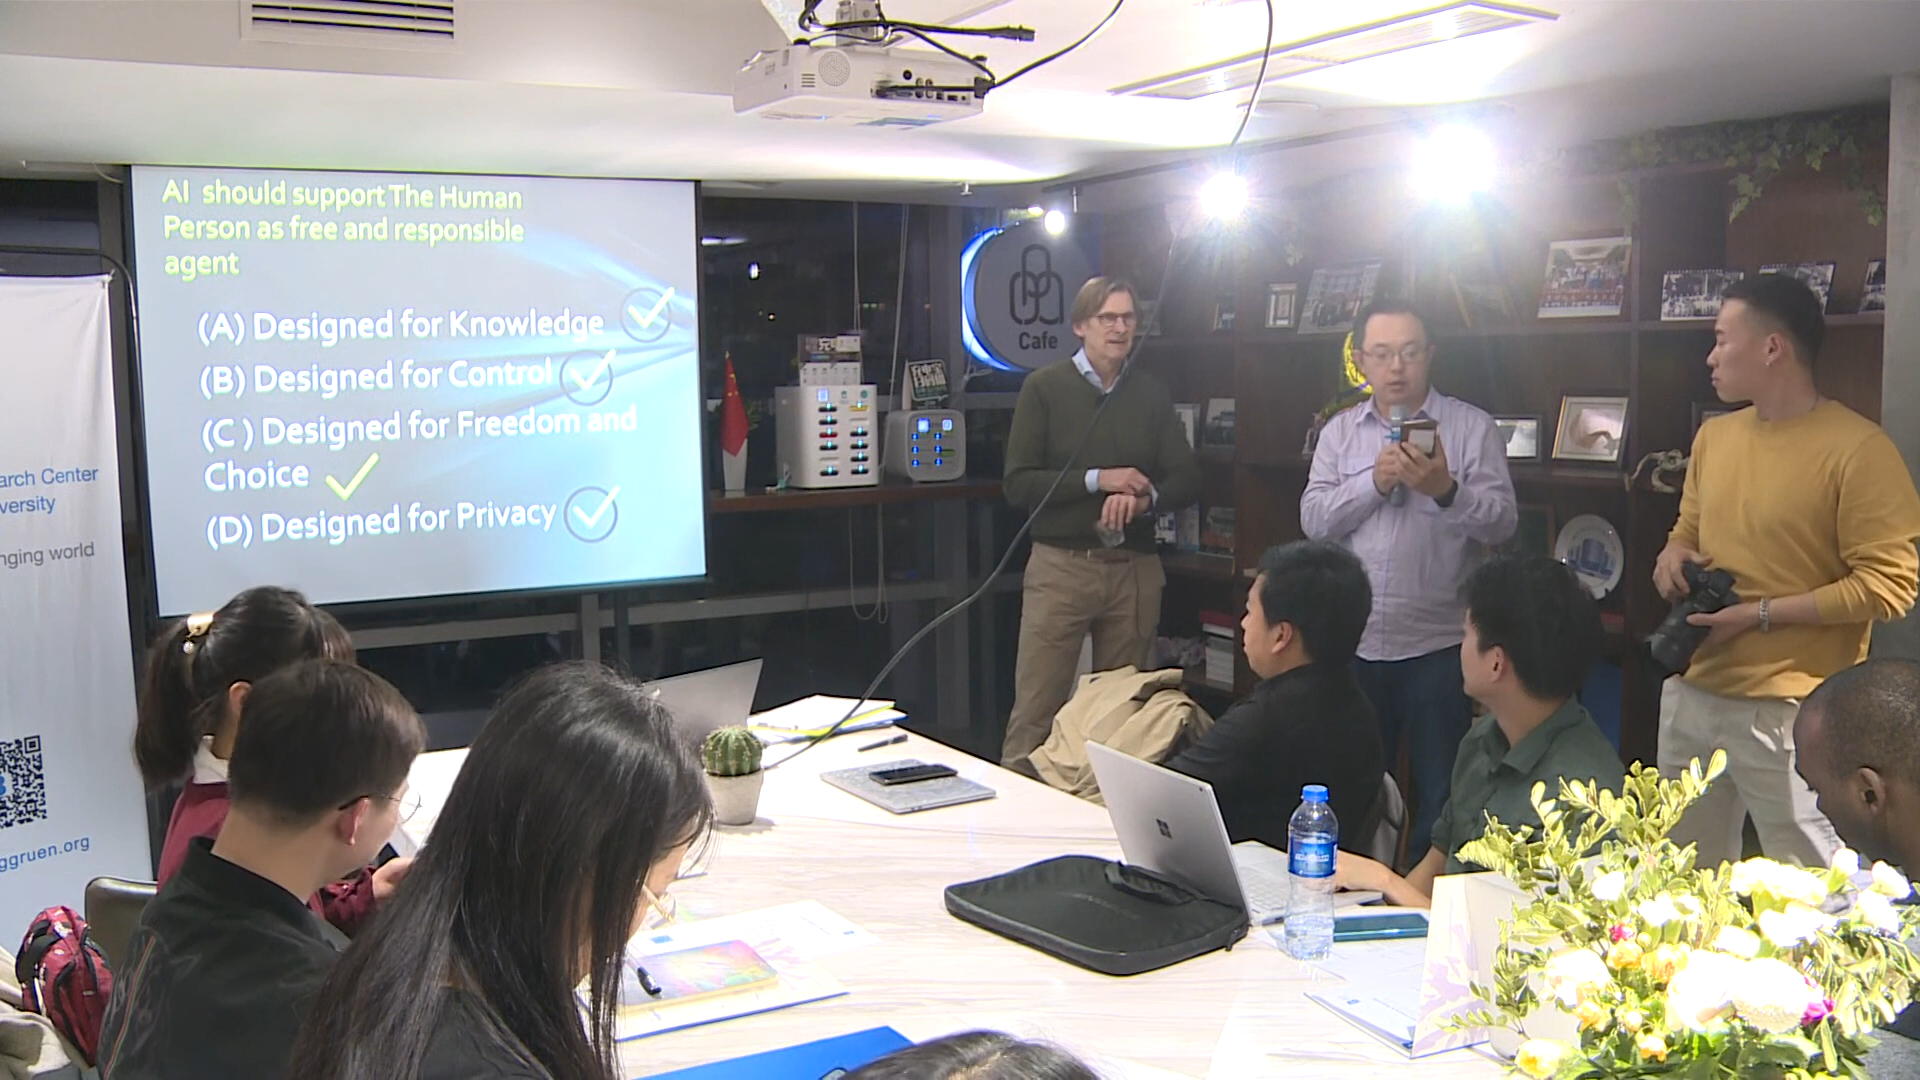 AI should support The Human
Person as free and responsible
agent
(A) Designed for Knowledge
(B) Designed for Control
(C ) Designed for Freedom and
Choice
(D) Designed for Privacy
arch Center
versity
nging world
ggruen.org
Cafe